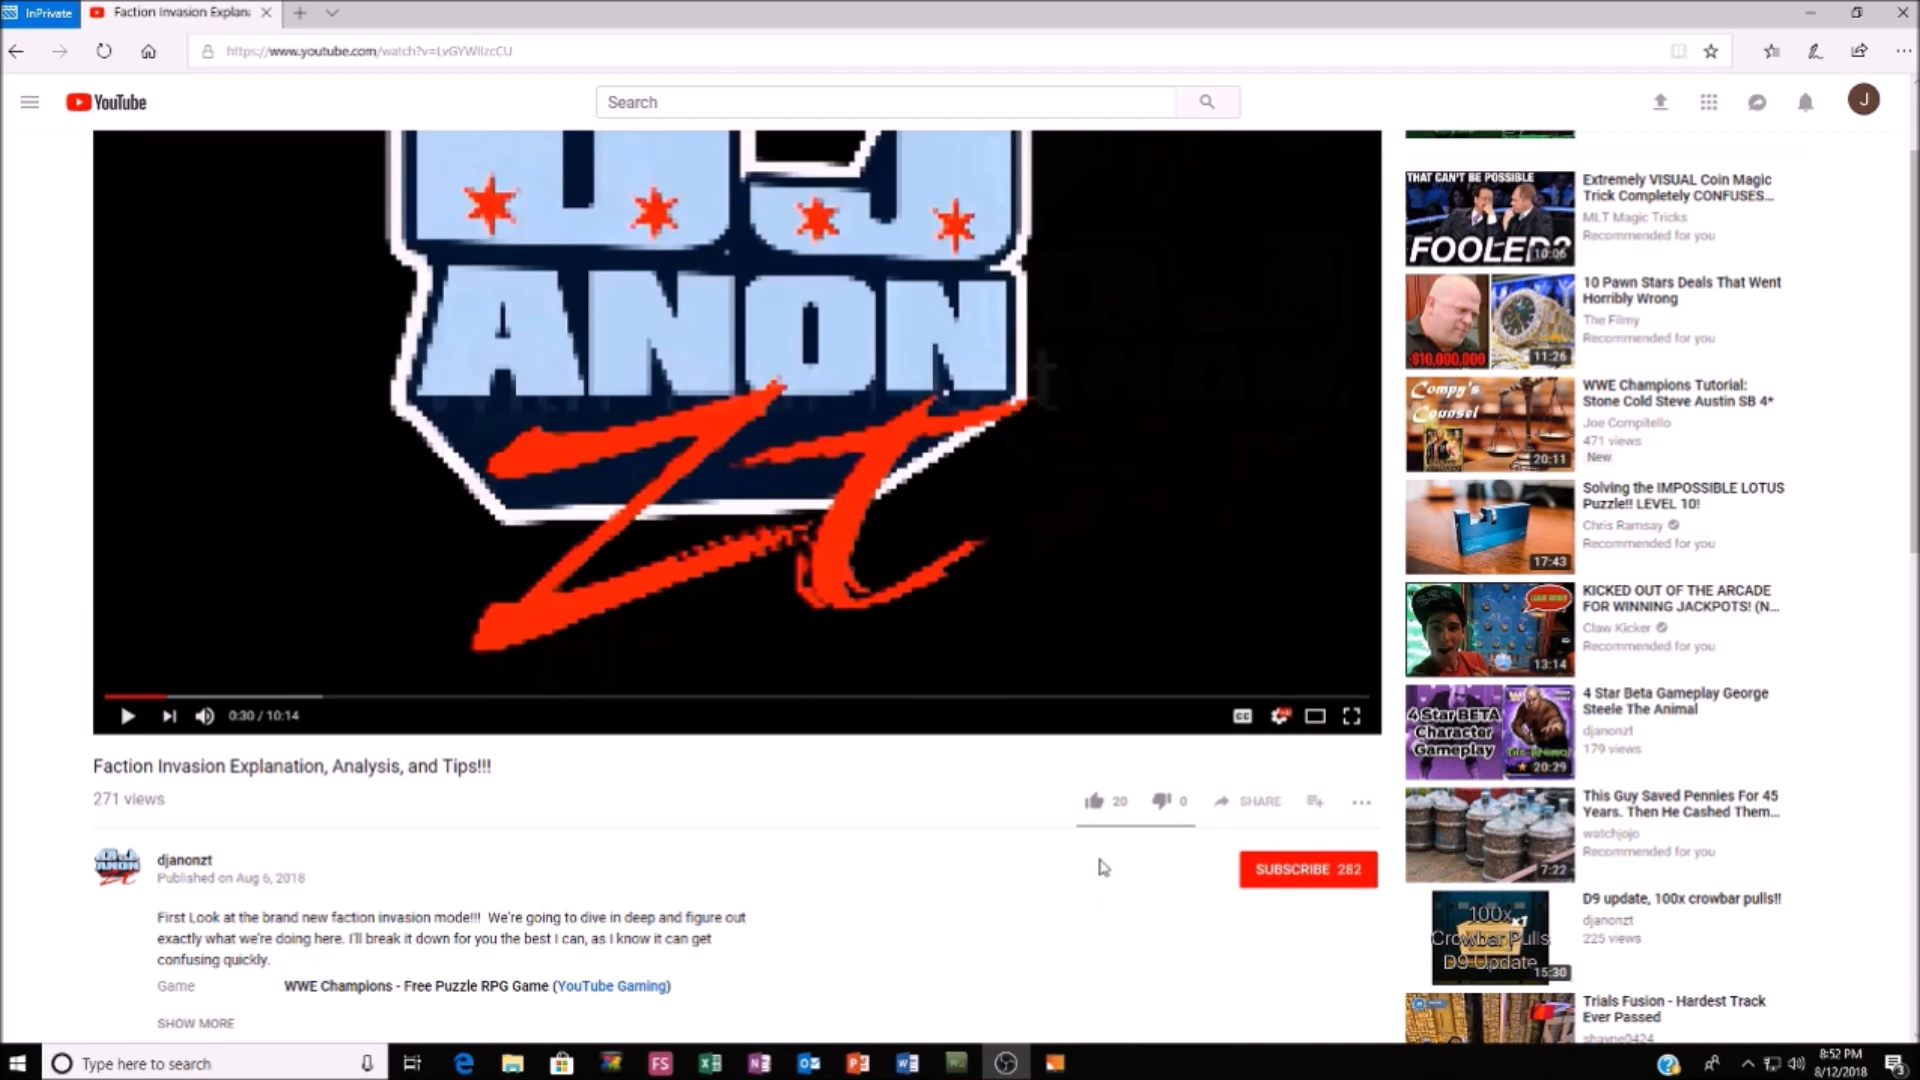 InPrivate
Faction Invasion Explana
https://www.youtube.com/watch?v=LvGYWIIzcCU
YouTube
Search
J
DJ
ANON
Zt
0:30 / 10:14
CC
Faction Invasion Explanation, Analysis, and Tips!!!
271 views
20
0
SHARE
djanonzt
Published on Aug 6, 2018
SUBSCRIBE 282
First Look at the brand new faction invasion mode!!! We're going to dive in deep and figure out
exactly what we're doing here. I'll break it down for you the best I can, as I know it can get
confusing quickly.
Game
WWE Champions - Free Puzzle RPG Game (YouTube Gaming)
SHOW MORE
THAT CAN'T BE POSSIBLE
FOOLED?
10:06
Extremely VISUAL Coin Magic
Trick Completely CONFUSES...
MLT Magic Tricks
Recommended for you
$10,000,000
11:26
10 Pawn Stars Deals That Went
Horribly Wrong
The Filmy
Recommended for you
Compy's
Counsel
20:11
WWE Champions Tutorial:
Stone Cold Steve Austin SB 4*
Joe Compitello
471 views
New
17:43
Solving the IMPOSSIBLE LOTUS
Puzzle!! LEVEL 10!
Chris Ramsay
Recommended for you
13:14
KICKED OUT OF THE ARCADE
FOR WINNING JACKPOTS! (N...
Claw Kicker
Recommended for you
4 Star BETA
Character
Gameplay
20:29
4 Star Beta Gameplay George
Steele The Animal
djanonzt
179 views
7:22
This Guy Saved Pennies For 45
Years. Then He Cashed Them...
watchjojo
Recommended for you
100x
Crowbar Pulls
D9 Update
15:30
D9 update, 100x crowbar pulls!!
djanonzt
225 views
Trials Fusion - Hardest Track
Ever Passed
shayne0424
Type here to search
FS
8:52 PM
8/12/2018
3